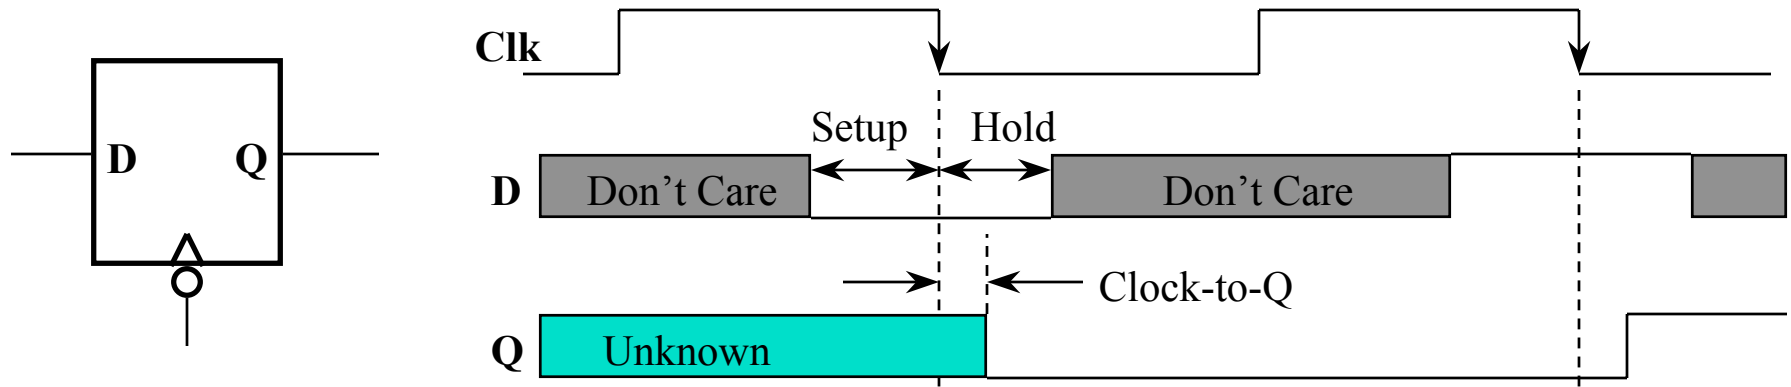 Clk
Setup Hold
D Q
D Don’t Care Don’t Care
Clock-to-Q
Q Unknown